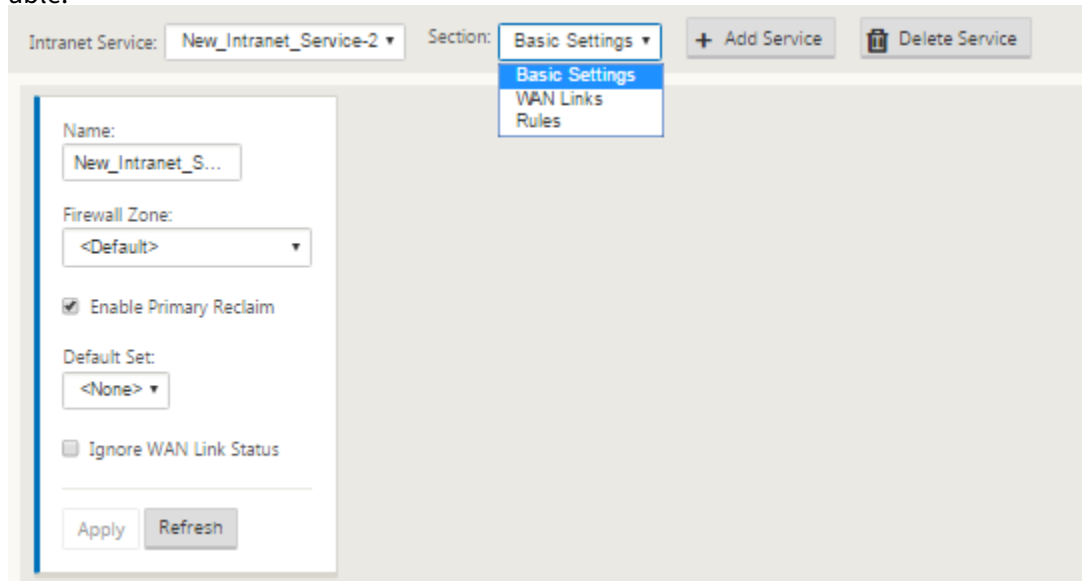 Intranet Service: New_Intranet_Service-2 Section: Basic Settings + Add Service Delete Service
Basic Settings
WAN Links
Rules
Name:
New_Intranet_S...
Firewall Zone:
<Default>
Enable Primary Reclaim
Default Set:
<None>
Ignore WAN Link Status
Apply Refresh